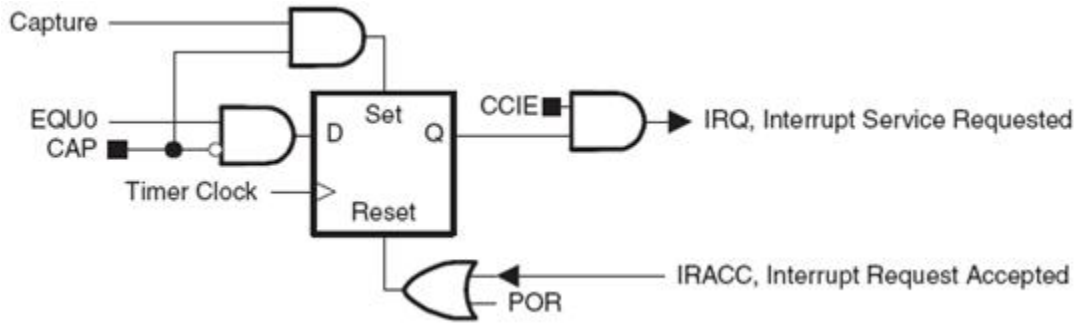 Capture
Set
CCIE
IRQ, Interrupt Service Requested
EQU0
D
Q
CAP
Timer Clock
Reset
IRACC, Interrupt Request Accepted
POR